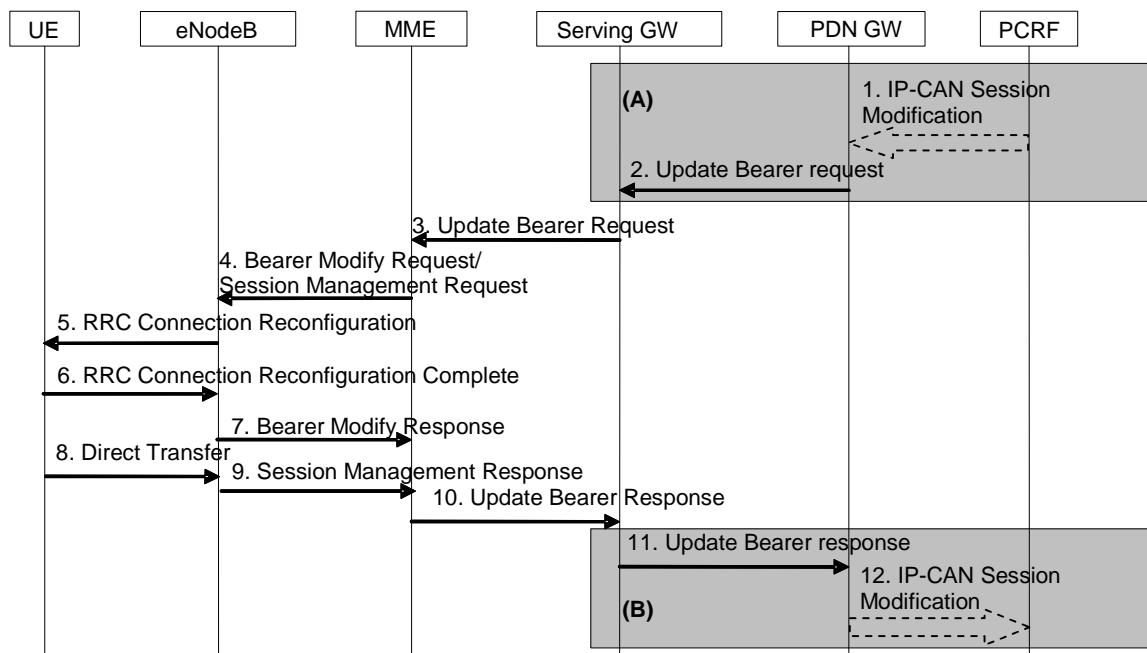 UE eNodeB MME Serving GW PDN GW PCRF
(A)
1. IP-CAN Session
Modification
2. Update Bearer request
3. Update Bearer Request
4. Bearer Modify Request/
Session Management Request
5. RRC Connection Reconfiguration
6. RRC Connection Reconfiguration Complete
7. Bearer Modify Response
8. Direct Transfer
9. Session Management Response
10. Update Bearer Response
11. Update Bearer response
12. IP-CAN Session
Modification
(B)